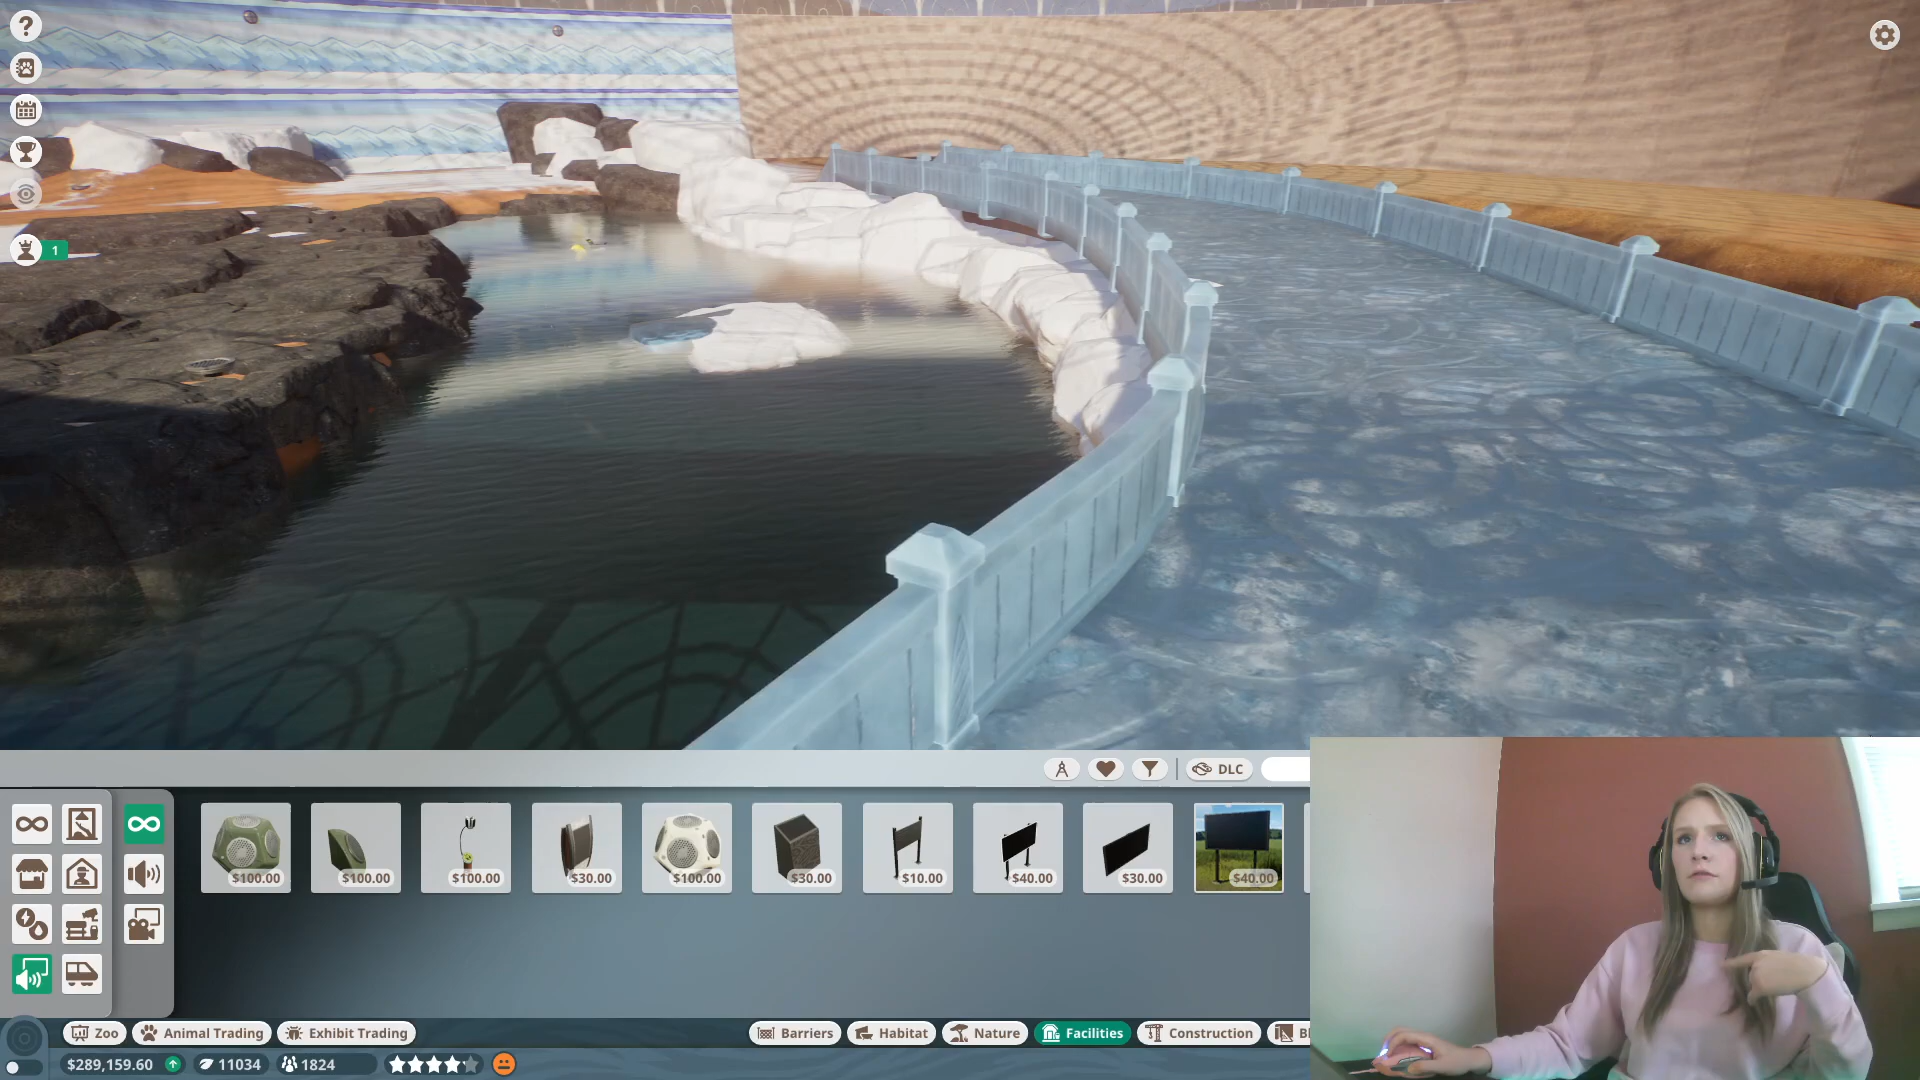 ?
1
DLC
$100.00 $100.00 $100.00 $30.00 $100.00 $30.00 $10.00 $40.00 $30.00 $40.00
Zoo Animal Trading Exhibit Trading Barriers Habitat Nature Facilities Construction Bl
$289,159.60 11034 1824